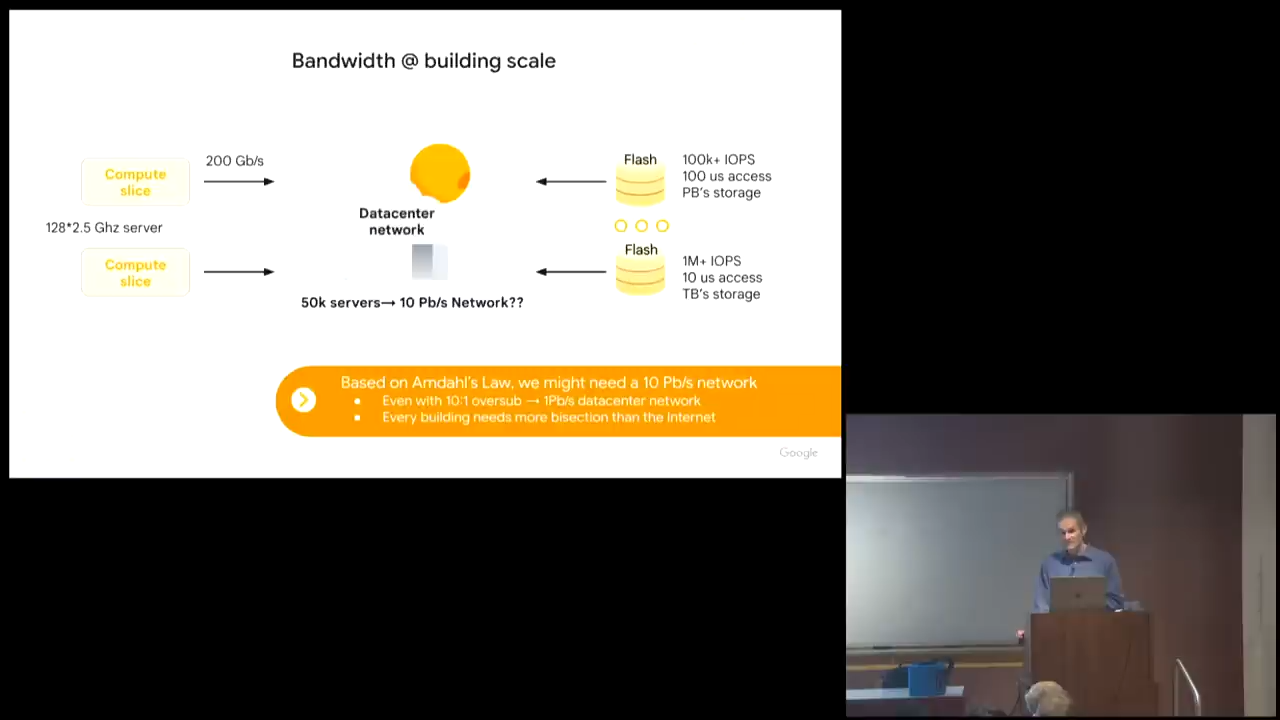 Bandwidth @ building scale
Compute
slice
200 Gb/s
128*2.5 Ghz server
Compute
slice
Datacenter
network
50k servers→ 10 Pb/s Network??
Flash
100k+ IOPS
100 us access
PB's storage
Flash
1M+ IOPS
10 us access
TB's storage
Based on Amdahl's Law, we might need a 10 Pb/s network
● Even with 10:1 oversub → 1Pb/s datacenter network
● Every building needs more bisection than the Internet
Google